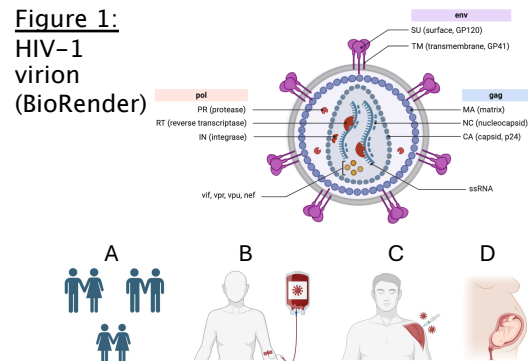 Figure 1:
HIV-1
virion
(BioRender)
env
SU (surface, GP120)
TM (transmembrane, GP41)
pol
PR (protease)
RT (reverse transcriptase)
IN (integrase)
gag
MA (matrix)
NC (nucleocapsid)
CA (capsid, p24)
vif, vpr, vpu, nef
ssRNA
A B C D